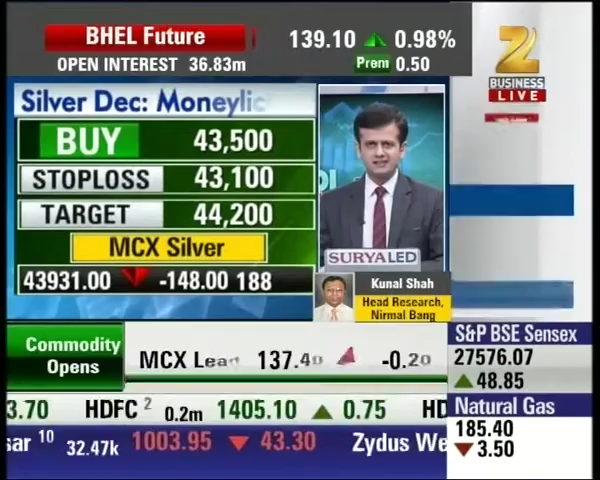 BHEL Future
OPEN INTEREST 36.83m
139.10 0.98%
Prem 0.50
Z
BUSINESS
LIVE
Silver Dec: Moneylic
BUY 43,500
STOPLOSS 43,100
TARGET 44,200
MCX Silver
43931.00 -148.00 188
SURYA LED
Kunal Shah
Head Research,
Nirmal Bang
Commodity
Opens
MCX Lead 137.40 -0.20
S&P BSE Sensex
27576.07
48.85
3.70 HDFC 2 0.2m 1405.10 0.75 HD
Natural Gas
185.40
3.50
sar 10 32.47k 1003.95 43.30 Zydus We